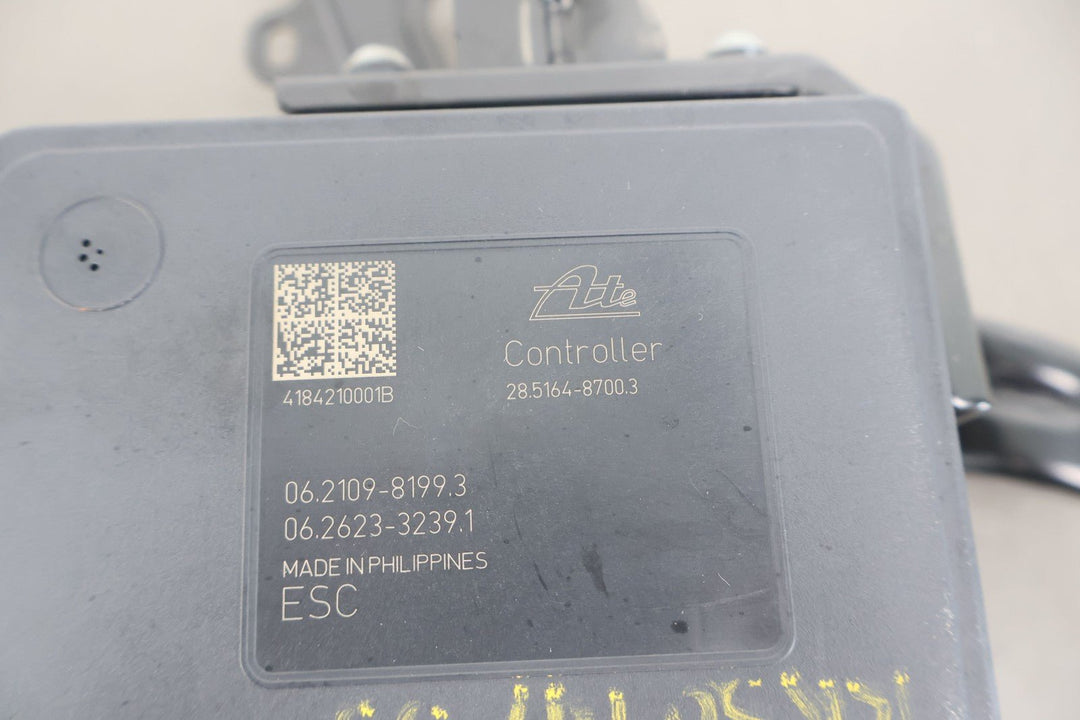 Ate
Controller
28.5164-8700.3
4184210001B
06.2109-8199.3
06.2623-3239.1
MADE IN PHILIPPINES
ESC